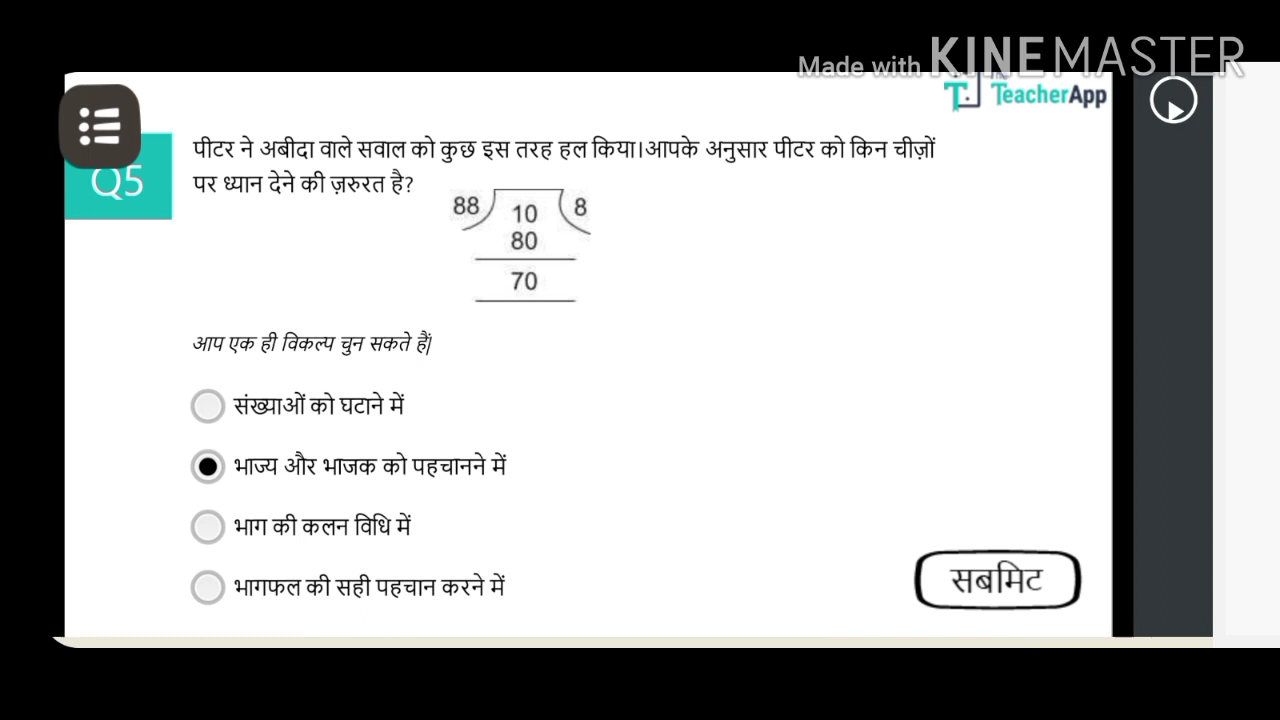 Made with KINEMASTER
The
TeacherApp
Q5
पीटर ने अबीदा वाले सवाल को कुछ इस तरह हल किया।आपके अनुसार पीटर को किन चीज़ों
पर ध्यान देने की ज़रुरत है?
88 10 8
80
70
आप एक ही विकल्प चुन सकते हैं|
संख्याओं को घटाने में
भाज्य और भाजक को पहचानने में
भाग की कलन विधि में
भागफल की सही पहचान करने में
सबमिट